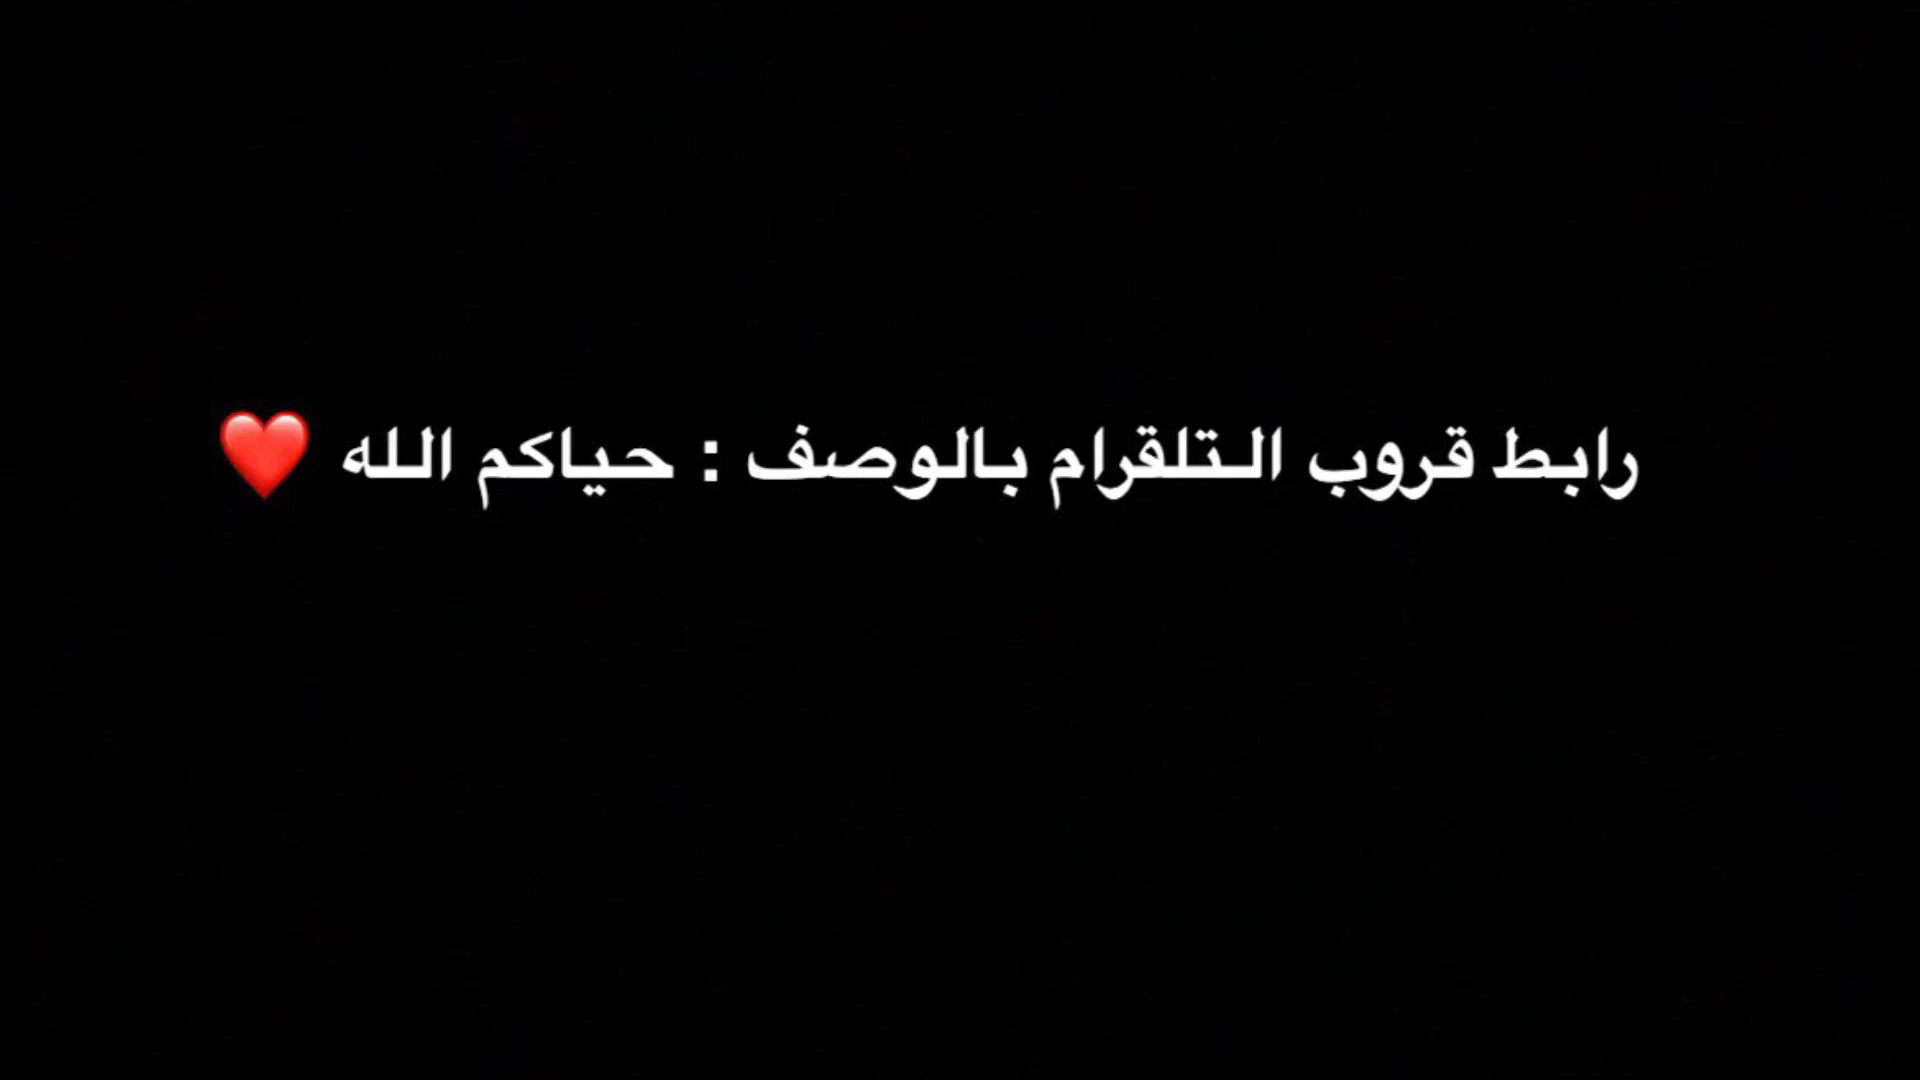 رابط قروب التلقرام بالوصف : حياكم الله ❤️